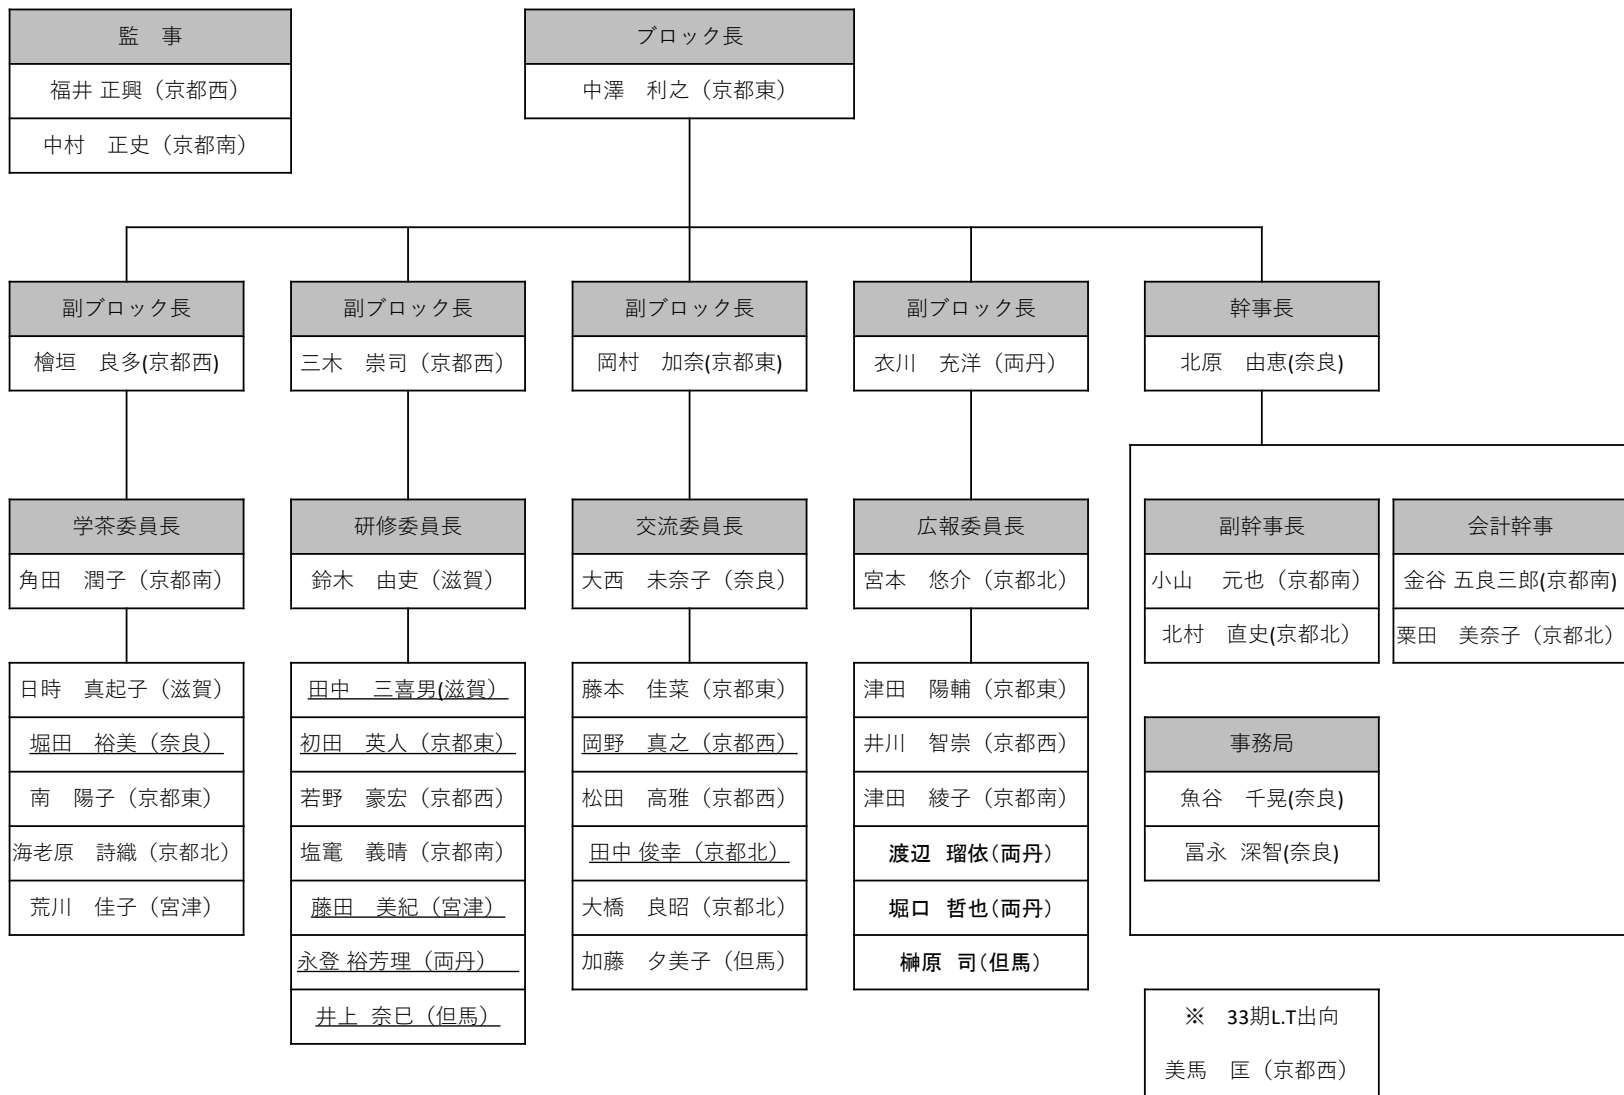 監　事
福井 正興（京都西）
中村　正史（京都南）
ブロック長
中澤　利之（京都東）
副ブロック長
檜垣　良多(京都西)
副ブロック長
三木　崇司（京都西）
副ブロック長
岡村　加奈(京都東)
副ブロック長
衣川　充洋（両丹）
幹事長
北原　由恵(奈良)
学茶委員長
角田　潤子（京都南）
日時　真起子（滋賀）
堀田　裕美（奈良）
南　陽子（京都東）
海老原　詩織（京都北）
荒川　佳子（宮津）
研修委員長
鈴木　由吏（滋賀）
田中　三喜男(滋賀）
初田　英人（京都東）
若野　豪宏（京都西）
塩竃　義晴（京都南）
藤田　美紀（宮津）
永登 裕芳理（両丹）
井上 奈巳（但馬）
交流委員長
大西　未奈子（奈良）
藤本　佳菜（京都東）
岡野　真之（京都西）
松田　高雅（京都西）
田中 俊幸（京都北）
大橋　良昭（京都北）
加藤　夕美子（但馬）
広報委員長
宮本　悠介（京都北）
津田　陽輔（京都東）
井川　智崇（京都西）
津田　綾子（京都南）
渡辺 瑠依（両丹）
堀口 哲也（両丹）
榊原 司（但馬）
副幹事長
小山　元也（京都南）
北村　直史(京都北）
会計幹事
金谷 五良三郎(京都南)
粟田　美奈子（京都北）
事務局
魚谷　千晃(奈良)
冨永 深智(奈良)
※　33期L.T出向
美馬　匡（京都西）